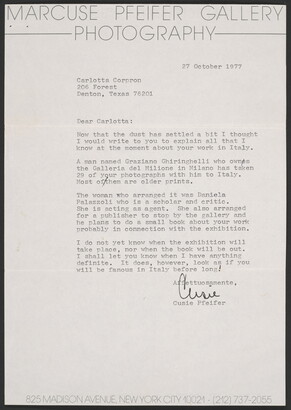 MARCUSE PFEIFER GALLERY
PHOTOGRAPHY
27 October 1977
Carlotta Corpron
206 Forest
Denton, Texas 76201
Dear Carlotta:
Now that the dust has settled a bit I thought
I would write to you to explain all that I
know at the moment about your work in Italy.
A man named Graziano Ghiringhelli who owns
the Gallerie del Milione in Milano has taken
29 of your photographs with him to Italy.
Most of them are older prints.
The woman who arranged it was Daniela
Palazzoli who is a scholar and critic.
She is acting as agent. She also arranged
for a publisher to stop by the gallery and
he plans to do a small book about your work
probably in connection with the exhibition.
I do not yet know when the exhibition will
take place, nor when the book will be out.
I shall let you know when I have anything
definite. It does, however, look as if you
will be famous in Italy before long!
Affettuosmente,
Cusie
Cusie Pfeifer
825 MADISON AVENUE, NEW YORK CITY 10021 - (212) 737-2055